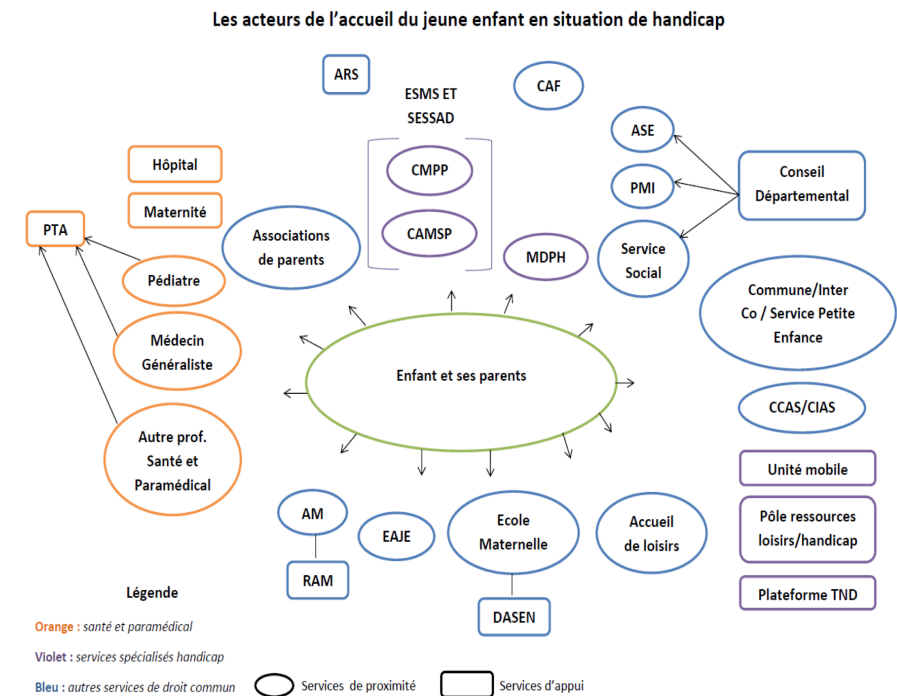 Les acteurs de l’accueil du jeune enfant en situation de handicap
ARS
ESMS ET
SESSAD
CAF
ASE
Conseil
Départemental
Hôpital
CMPP
PMI
Maternité
PTA
Associations
de parents
CAMSP
MDPH
Service
Social
Pédiatre
Commune/Inter
Co / Service Petite
Enfance
Médecin
Généraliste
Enfant et ses parents
CCAS/CIAS
Autre prof.
Santé et
Paramédical
Unité mobile
AM
EAJE
Ecole
Maternelle
Accueil
de loisirs
Pôle ressources
loisirs/handicap
RAM
Plateforme TND
DASEN
Légende
Orange : santé et paramédical
Violet : services spécialisés handicap
Bleu : autres services de droit commun
Services de proximité
Services d’appui